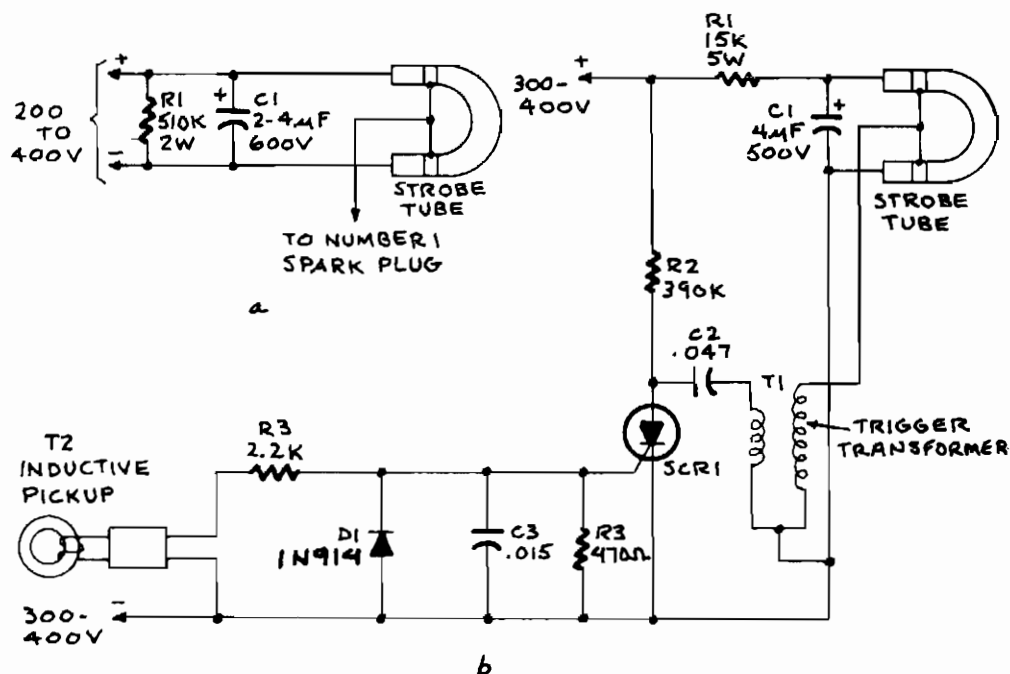 +
200
TO
400V
−
R1
510K
2W
+
C1
2-4µF
600V
STROBE
TUBE
TO NUMBER 1
SPARK PLUG
a
300-
400V
+
R1
15K
5W
C1
4µF
500V
+
STROBE
TUBE
R2
390K
C2
.047
T1
TRIGGER
TRANSFORMER
SCR1
T2
INDUCTIVE
PICKUP
R3
2.2K
D1
1N914
C3
.015
R3
470Ω
300-
400V
−
b